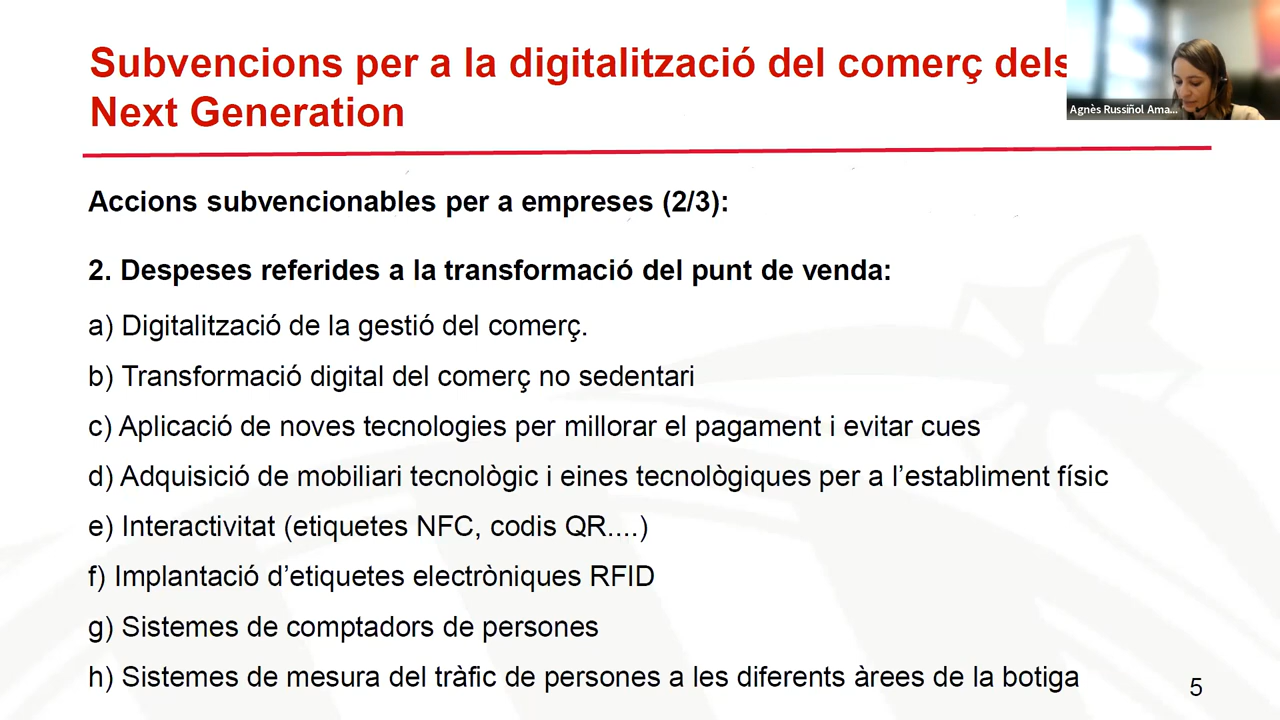 Subvencions per a la digitalització del comerç dels
Next Generation
Agnès Russiñol Ama...
Accions subvencionables per a empreses (2/3):
2. Despeses referides a la transformació del punt de venda:
a) Digitalització de la gestió del comerç.
b) Transformació digital del comerç no sedentari
c) Aplicació de noves tecnologies per millorar el pagament i evitar cues
d) Adquisició de mobiliari tecnològic i eines tecnològiques per a l’establiment físic
e) Interactivitat (etiquetes NFC, codis QR....)
f) Implantació d’etiquetes electròniques RFID
g) Sistemes de comptadors de persones
h) Sistemes de mesura del tràfic de persones a les diferents àrees de la botiga
5